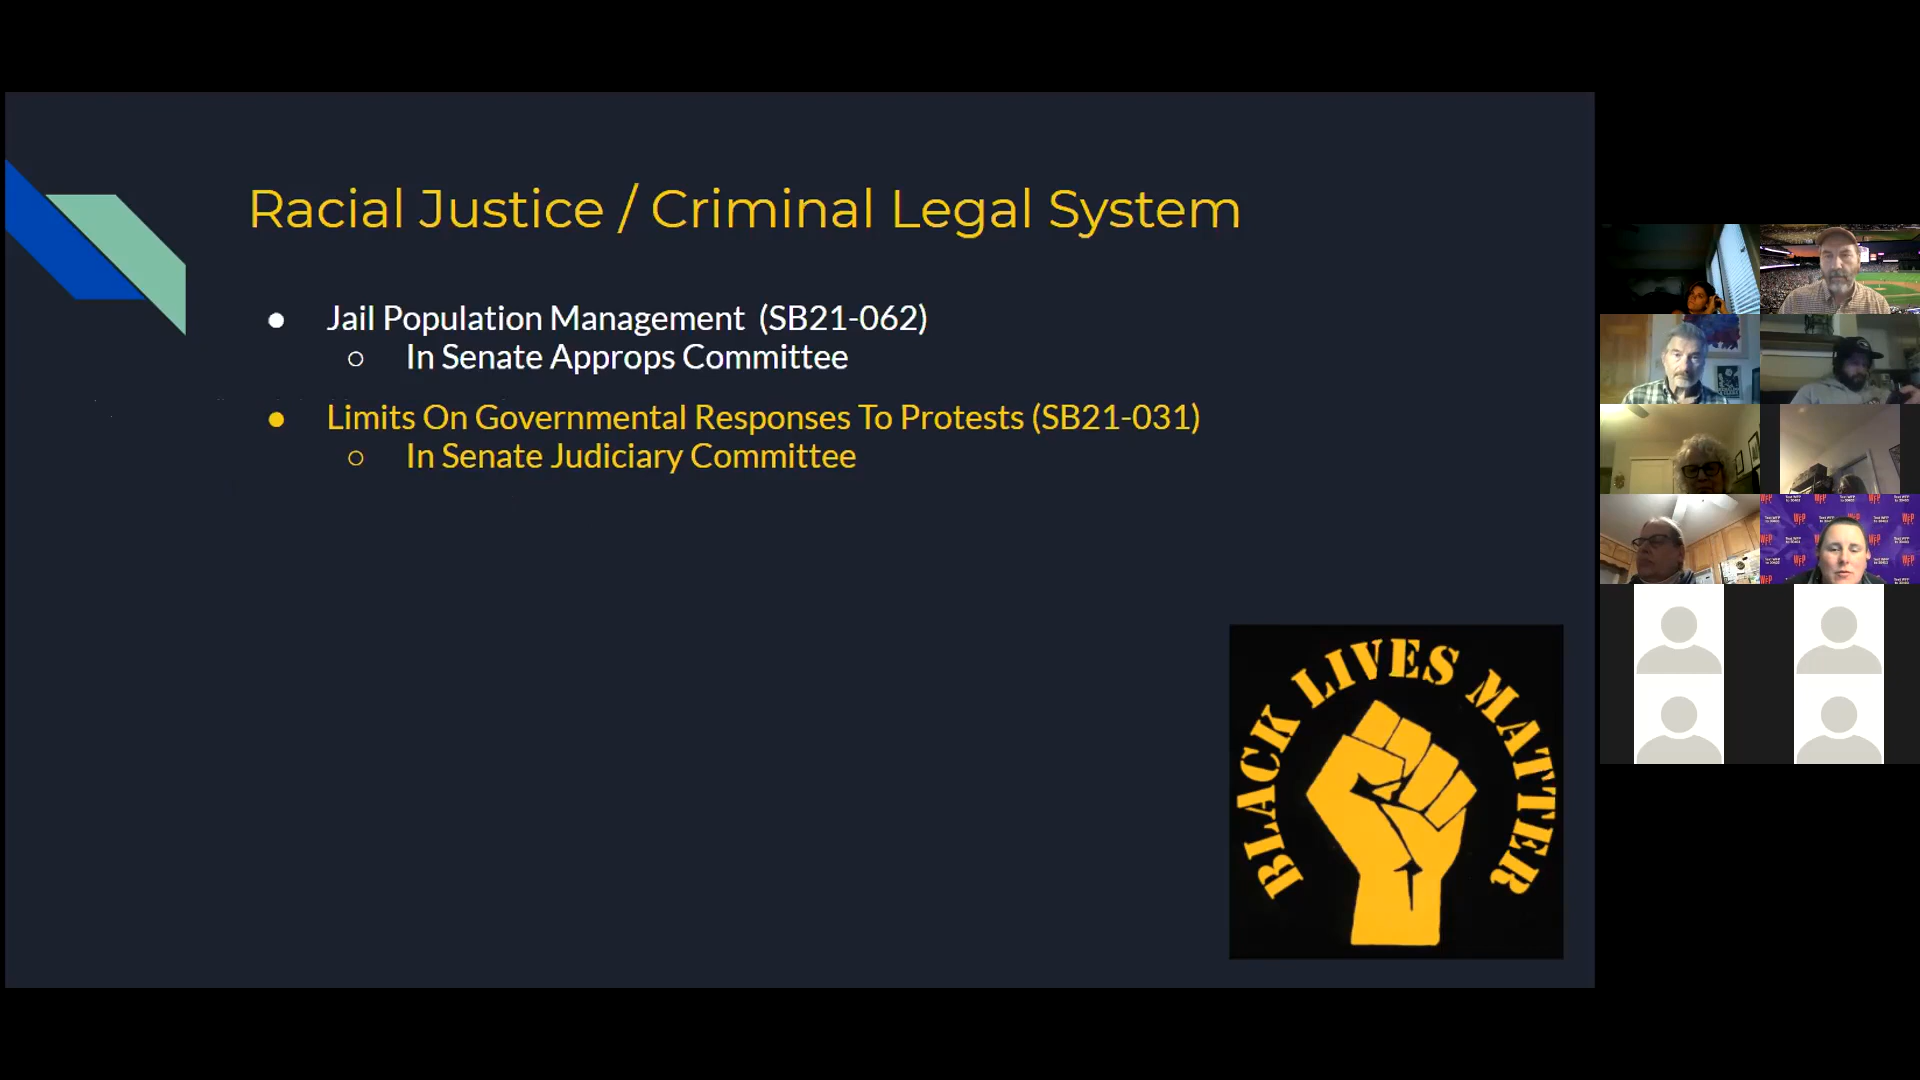 Racial Justice / Criminal Legal System
● Jail Population Management (SB21-062)
○ In Senate Approps Committee
● Limits On Governmental Responses To Protests (SB21-031)
○ In Senate Judiciary Committee
BLACK LIVES MATTER